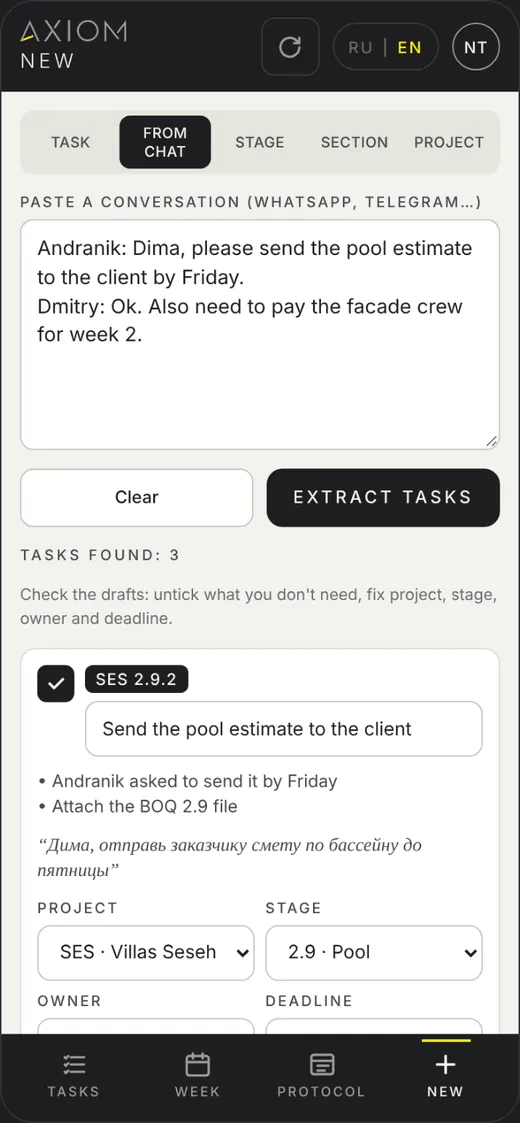 AXIOM
NEW
RU | EN
NT
TASK
FROM
CHAT
STAGE
SECTION
PROJECT
PASTE A CONVERSATION (WHATSAPP, TELEGRAM…)
Andranik: Dima, please send the pool estimate
to the client by Friday.
Dmitry: Ok. Also need to pay the facade crew
for week 2.
Clear
EXTRACT TASKS
TASKS FOUND: 3
Check the drafts: untick what you don't need, fix project, stage,
owner and deadline.
SES 2.9.2
Send the pool estimate to the client
• Andranik asked to send it by Friday
• Attach the BOQ 2.9 file
“Дима, отправь заказчику смету по бассейну до
пятницы”
PROJECT
STAGE
SES · Villas Seseh
2.9 · Pool
OWNER
DEADLINE
TASKS
WEEK
PROTOCOL
NEW